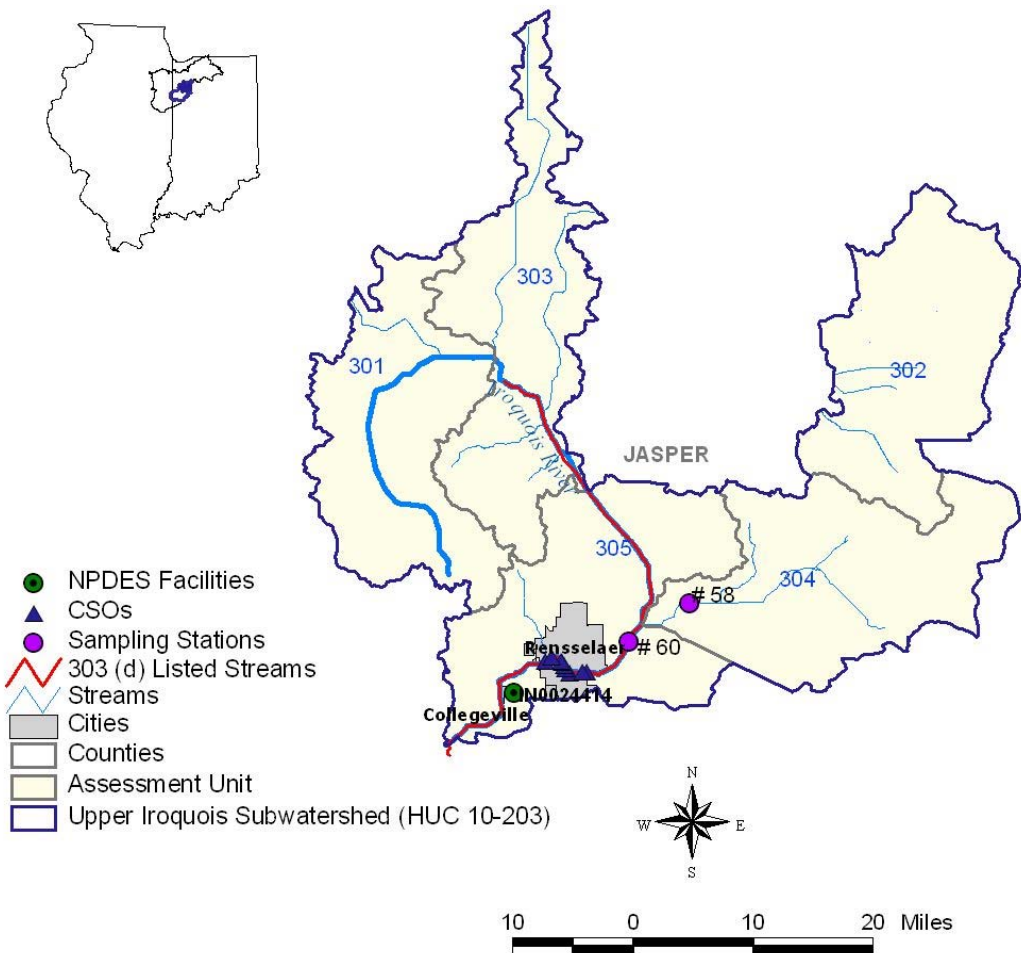 303
301
302
Iroquois River
JASPER
305
304
# 58
# 60
Rensselaer
IN0024414
Collegeville
NPDES Facilities
CSOs
Sampling Stations
303 (d) Listed Streams
Streams
Cities
Counties
Assessment Unit
Upper Iroquois Subwatershed (HUC 10-203)
N
W
E
S
10 0 10 20 Miles